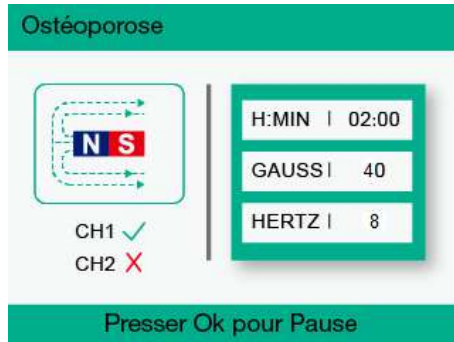 Ostéoporose
N S
CH1 ✓
CH2 X
H:MIN | 02:00
GAUSS | 40
HERTZ | 8
Presser Ok pour Pause